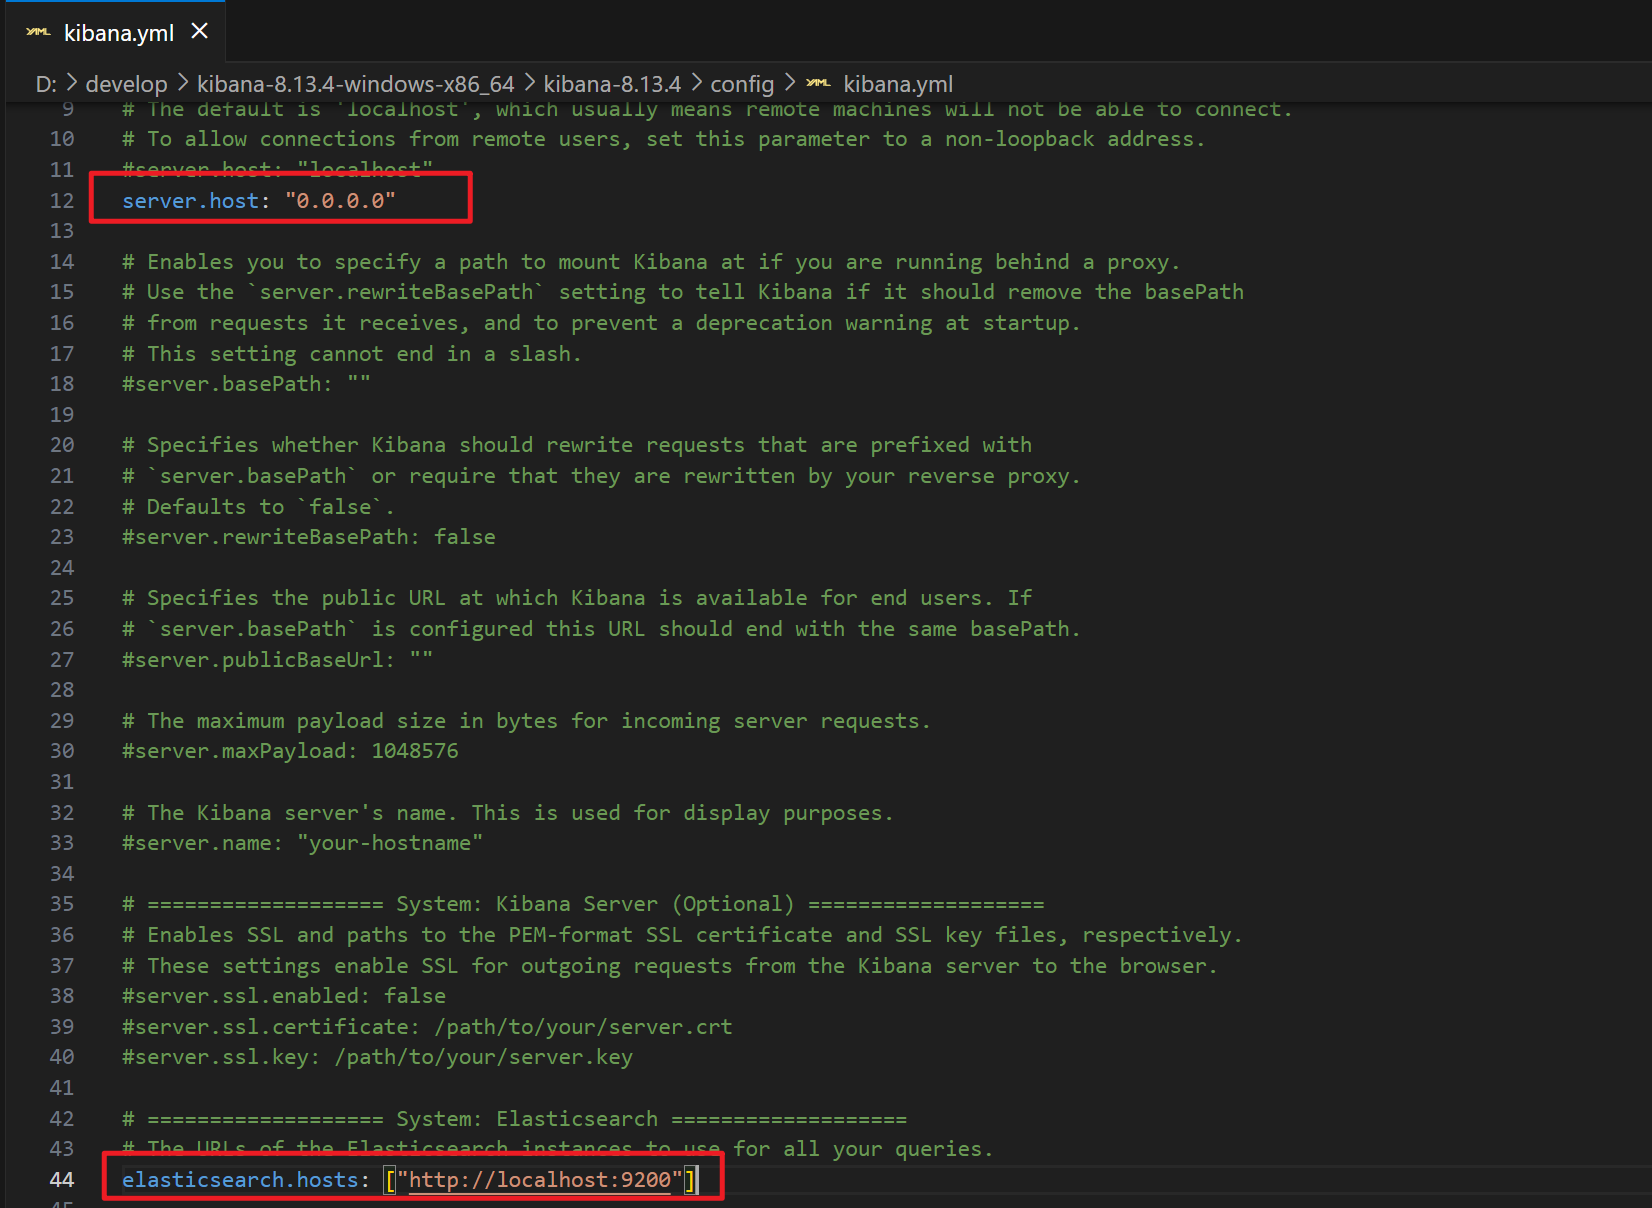 YAML kibana.yml ×
D: > develop > kibana-8.13.4-windows-x86_64 > kibana-8.13.4 > config > YAML kibana.yml
9 # The default is 'localhost', which usually means remote machines will not be able to connect.
10 # To allow connections from remote users, set this parameter to a non-loopback address.
11 #server.host: "localhost"
12 server.host: "0.0.0.0"
13
14 # Enables you to specify a path to mount Kibana at if you are running behind a proxy.
15 # Use the `server.rewriteBasePath` setting to tell Kibana if it should remove the basePath
16 # from requests it receives, and to prevent a deprecation warning at startup.
17 # This setting cannot end in a slash.
18 #server.basePath: ""
19
20 # Specifies whether Kibana should rewrite requests that are prefixed with
21 # `server.basePath` or require that they are rewritten by your reverse proxy.
22 # Defaults to `false`.
23 #server.rewriteBasePath: false
24
25 # Specifies the public URL at which Kibana is available for end users. If
26 # `server.basePath` is configured this URL should end with the same basePath.
27 #server.publicBaseUrl: ""
28
29 # The maximum payload size in bytes for incoming server requests.
30 #server.maxPayload: 1048576
31
32 # The Kibana server's name. This is used for display purposes.
33 #server.name: "your-hostname"
34
35 # =================== System: Kibana Server (Optional) ===================
36 # Enables SSL and paths to the PEM-format SSL certificate and SSL key files, respectively.
37 # These settings enable SSL for outgoing requests from the Kibana server to the browser.
38 #server.ssl.enabled: false
39 #server.ssl.certificate: /path/to/your/server.crt
40 #server.ssl.key: /path/to/your/server.key
41
42 # =================== System: Elasticsearch ===================
43 # The URLs of the Elasticsearch instances to use for all your queries.
44 elasticsearch.hosts: ["http://localhost:9200"]
45